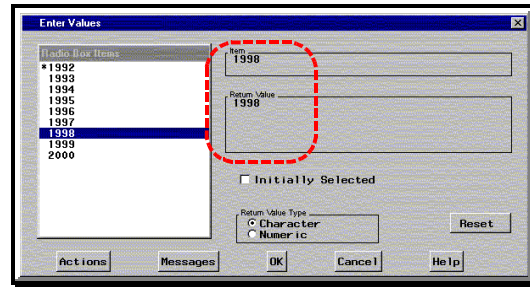 Enter Values
Radio Box Items
*1992
1993
1994
1995
1996
1997
1998
1999
2000
Item
1998
Return Value
1998
Initially Selected
Return Value Type
Character
Numeric
Reset
Actions Messages OK Cancel Help